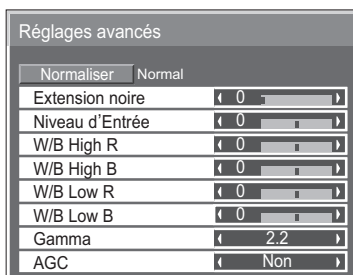 Réglages avancés
Normaliser Normal
Extension noire 0
Niveau d’Entrée 0
W/B High R 0
W/B High B 0
W/B Low R 0
W/B Low B 0
Gamma 2.2
AGC Non